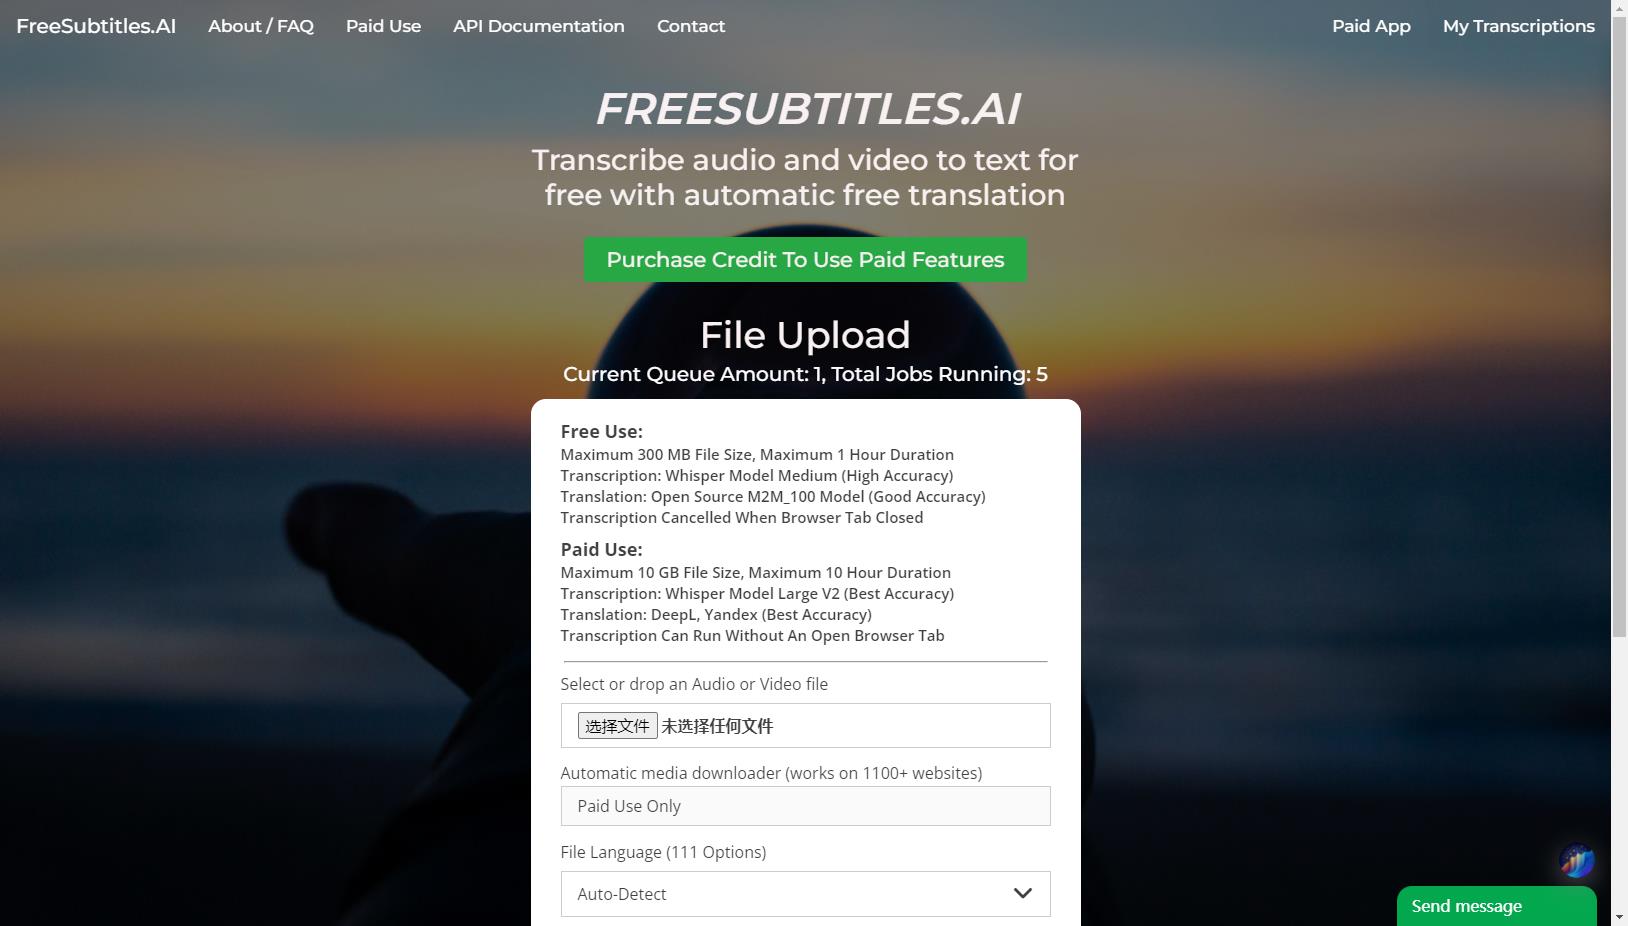 FreeSubtitles.AI About / FAQ Paid Use API Documentation Contact Paid App My Transcriptions
FREESUBTITLES.AI
Transcribe audio and video to text for
free with automatic free translation
Purchase Credit To Use Paid Features
File Upload
Current Queue Amount: 1, Total Jobs Running: 5
Free Use:
Maximum 300 MB File Size, Maximum 1 Hour Duration
Transcription: Whisper Model Medium (High Accuracy)
Translation: Open Source M2M_100 Model (Good Accuracy)
Transcription Cancelled When Browser Tab Closed
Paid Use:
Maximum 10 GB File Size, Maximum 10 Hour Duration
Transcription: Whisper Model Large V2 (Best Accuracy)
Translation: DeepL, Yandex (Best Accuracy)
Transcription Can Run Without An Open Browser Tab
Select or drop an Audio or Video file
选择文件 未选择任何文件
Automatic media downloader (works on 1100+ websites)
Paid Use Only
File Language (111 Options)
Auto-Detect
Send message